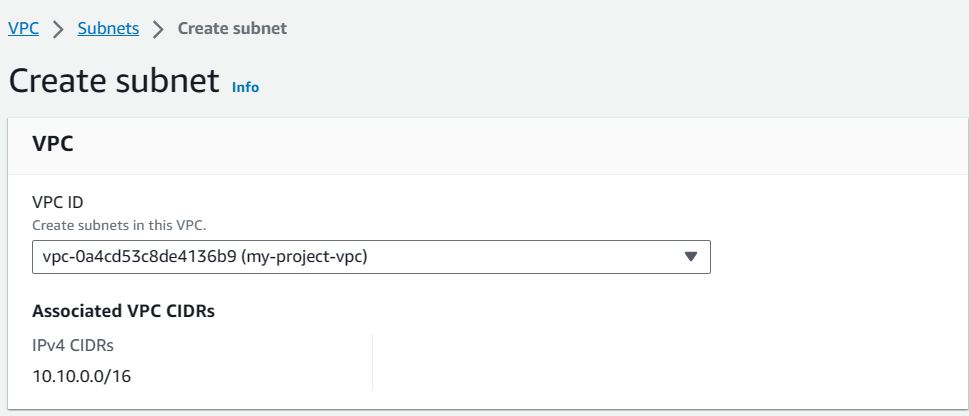 VPC > Subnets > Create subnet
Create subnet Info
VPC
VPC ID
Create subnets in this VPC.
vpc-0a4cd53c8de4136b9 (my-project-vpc)
Associated VPC CIDRs
IPv4 CIDRs
10.10.0.0/16